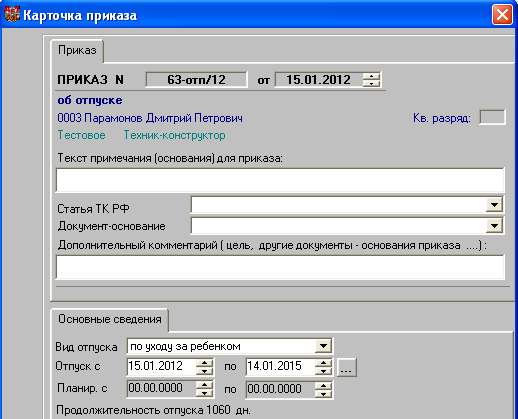 Карточка приказа
Приказ
ПРИКАЗ N 63-отп/12 от 15.01.2012
об отпуске
0003 Парамонов Дмитрий Петрович Кв. разряд:
Тестовое Техник-конструктор
Текст примечания (основания) для приказа:
Статья ТК РФ
Документ-основание
Дополнительный комментарий ( цель, другие документы - основания приказа ....) :
Основные сведения
Вид отпуска по уходу за ребенком
Отпуск с 15.01.2012 по 14.01.2015 ...
Планир. с 00.00.0000 по 00.00.0000
Продолжительность отпуска 1060 дн.